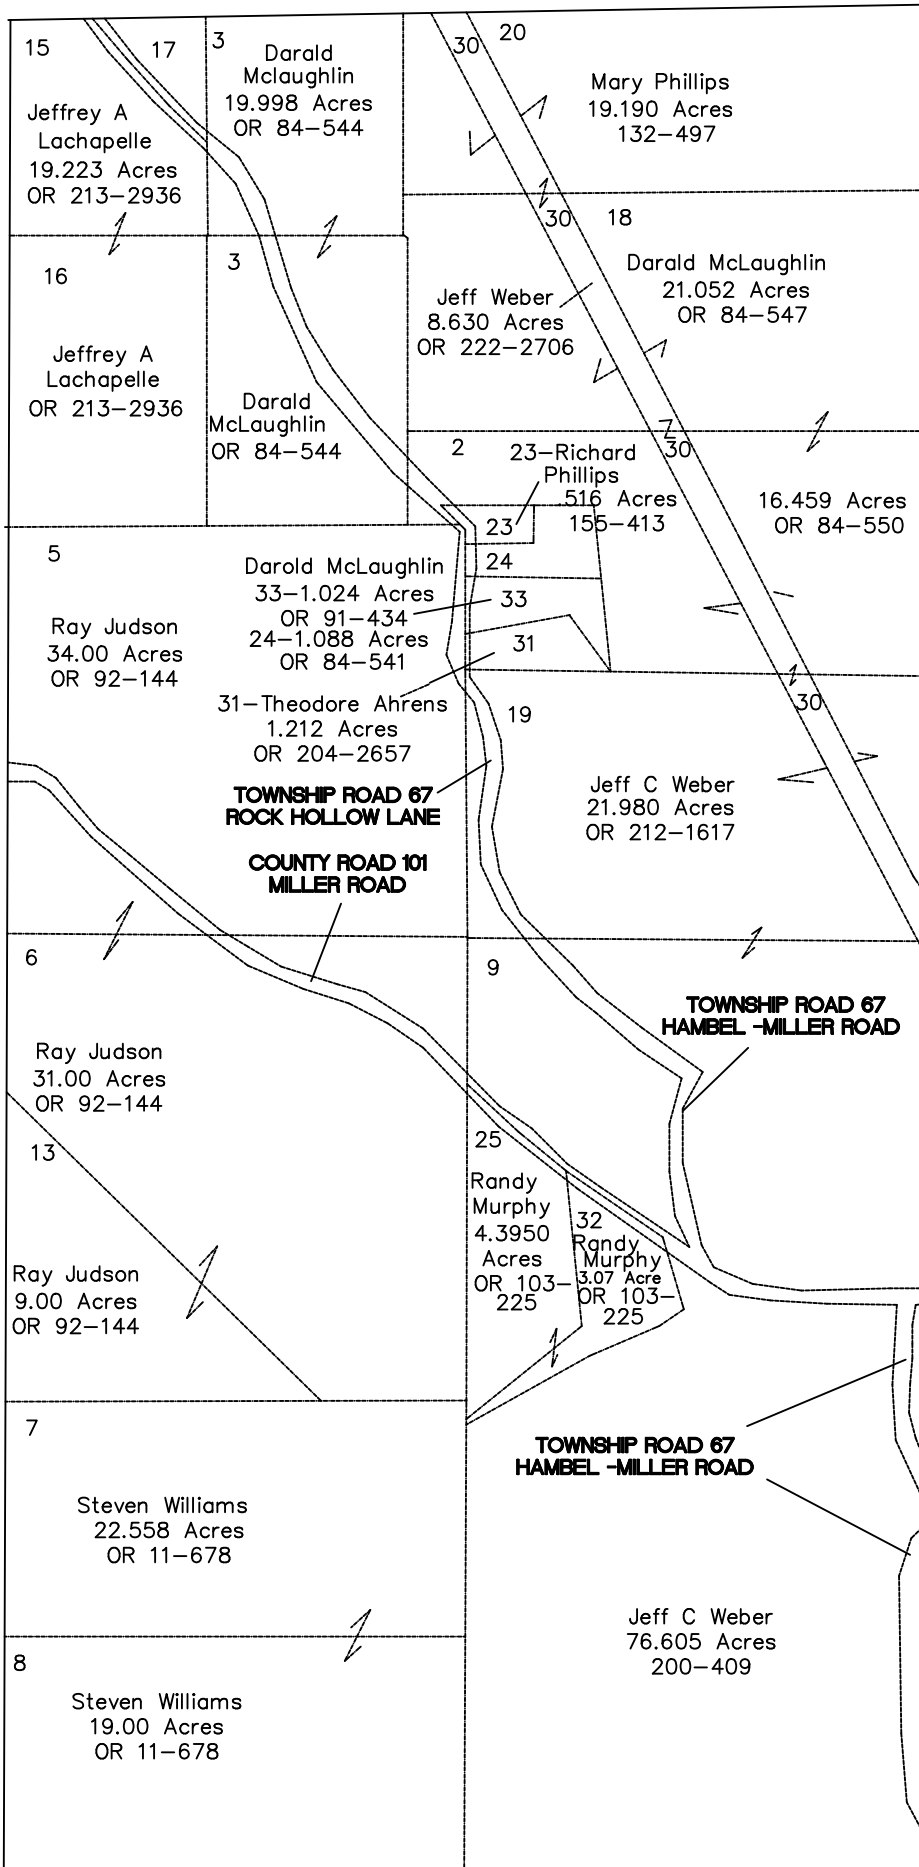 15
17
3
Darald
Mclaughlin
19.998 Acres
OR 84-544
30
20
Mary Phillips
19.190 Acres
132-497
Jeffrey A
Lachapelle
19.223 Acres
OR 213-2936
30
18
Darald McLaughlin
21.052 Acres
OR 84-547
16
3
Jeff Weber
8.630 Acres
OR 222-2706
Jeffrey A
Lachapelle
OR 213-2936
Darald
McLaughlin
OR 84-544
2
23-Richard
Phillips
.516 Acres
155-413
30
16.459 Acres
OR 84-550
23
24
33
31
5
Ray Judson
34.00 Acres
OR 92-144
Darold McLaughlin
33-1.024 Acres
OR 91-434
24-1.088 Acres
OR 84-541
31-Theodore Ahrens
1.212 Acres
OR 204-2657
19
30
Jeff C Weber
21.980 Acres
OR 212-1617
TOWNSHIP ROAD 67
ROCK HOLLOW LANE
COUNTY ROAD 101
MILLER ROAD
6
9
TOWNSHIP ROAD 67
HAMBEL -MILLER ROAD
Ray Judson
31.00 Acres
OR 92-144
13
25
Randy
Murphy
4.3950
Acres
OR 103-
225
32
Randy
Murphy
3.07 Acre
OR 103-
225
Ray Judson
9.00 Acres
OR 92-144
7
TOWNSHIP ROAD 67
HAMBEL -MILLER ROAD
Steven Williams
22.558 Acres
OR 11-678
Jeff C Weber
76.605 Acres
200-409
8
Steven Williams
19.00 Acres
OR 11-678